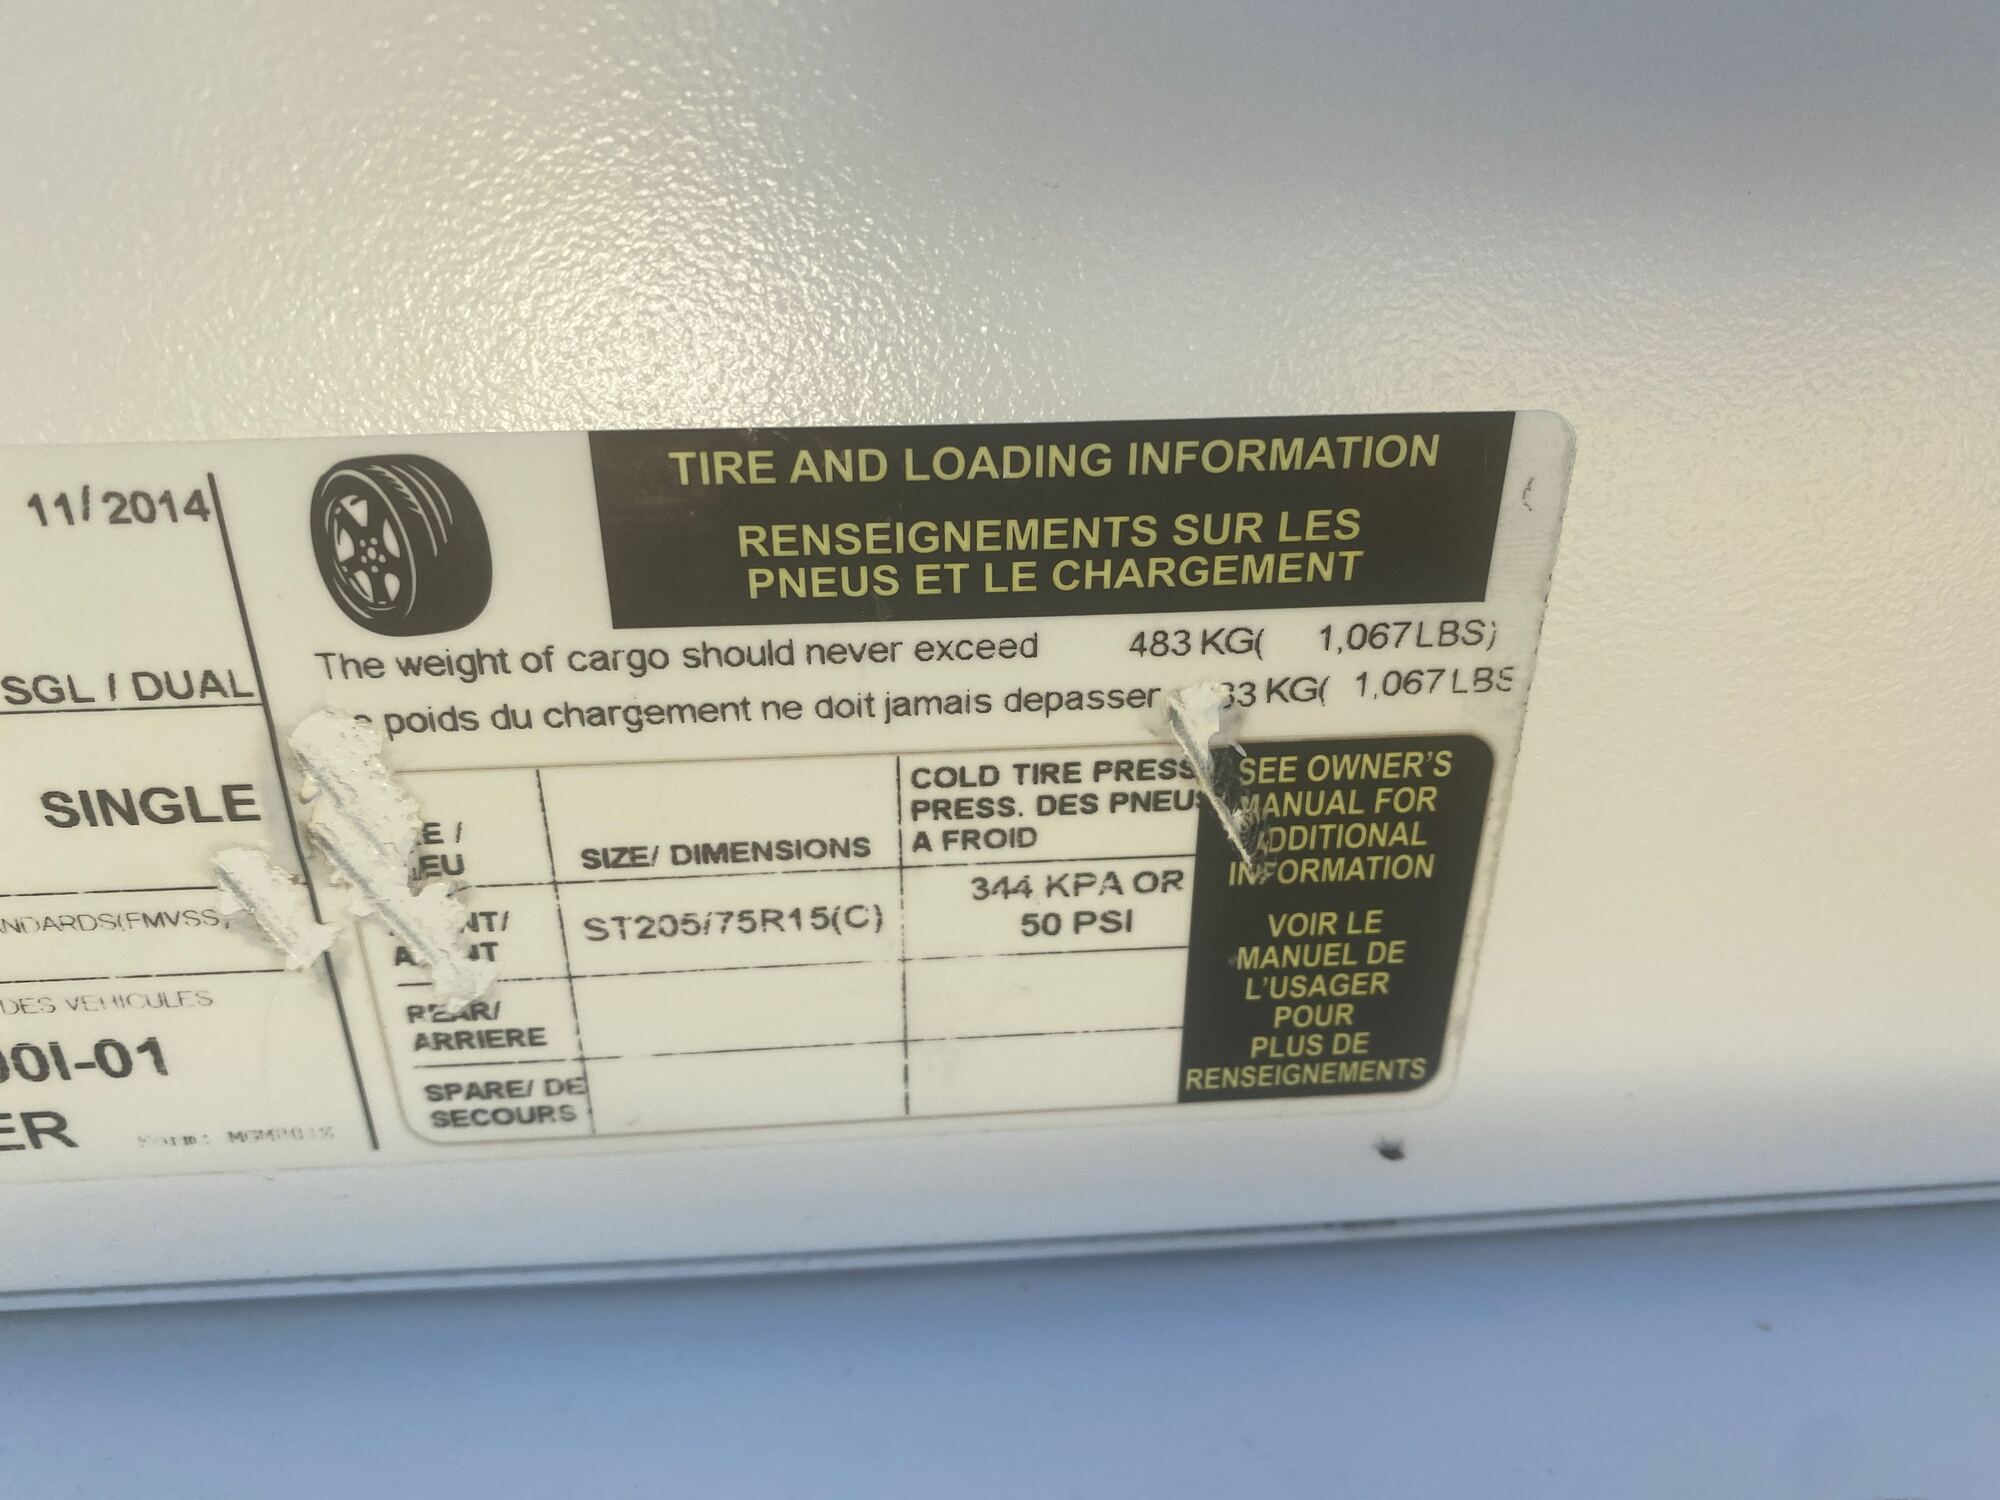 11/2014
SGL / DUAL
SINGLE
DES VEHICULES
TIRE AND LOADING INFORMATION
RENSEIGNEMENTS SUR LES
PNEUS ET LE CHARGEMENT
The weight of cargo should never exceed 483 KG( 1,067 LBS)
poids du chargement ne doit jamais depasser KG( 1,067 LBS
SIZE/ DIMENSIONS
COLD TIRE PRESS
PRESS. DES PNEUS
A FROID
ST205/75R15(C)
344 KPA OR
50 PSI
REAR/
ARRIERE
SPARE/ DE
SECOURS
SEE OWNER'S
MANUAL FOR
ADDITIONAL
INFORMATION
VOIR LE
MANUEL DE
L'USAGER
POUR
PLUS DE
RENSEIGNEMENTS